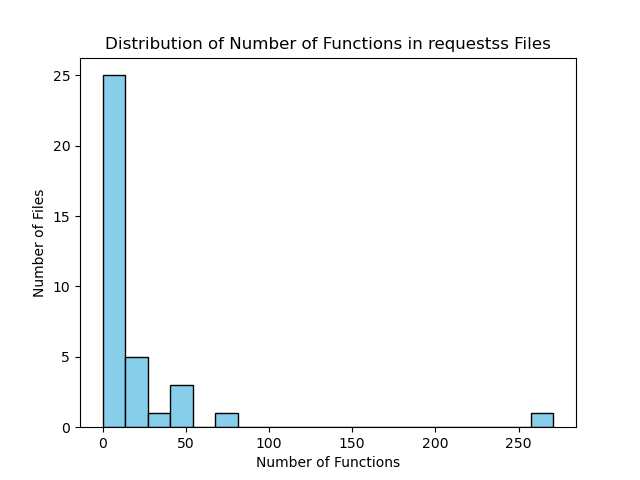 Distribution of Number of Functions in requestss Files
25
20
15
10
5
0
Number of Files
0 50 100 150 200 250
Number of Functions